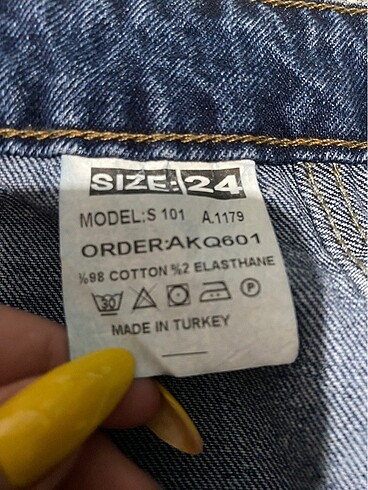 SIZE: 24
MODEL:S 101 A.1179
ORDER:AKQ601
%98 COTTON %2 ELASTHANE
30 P
MADE IN TURKEY